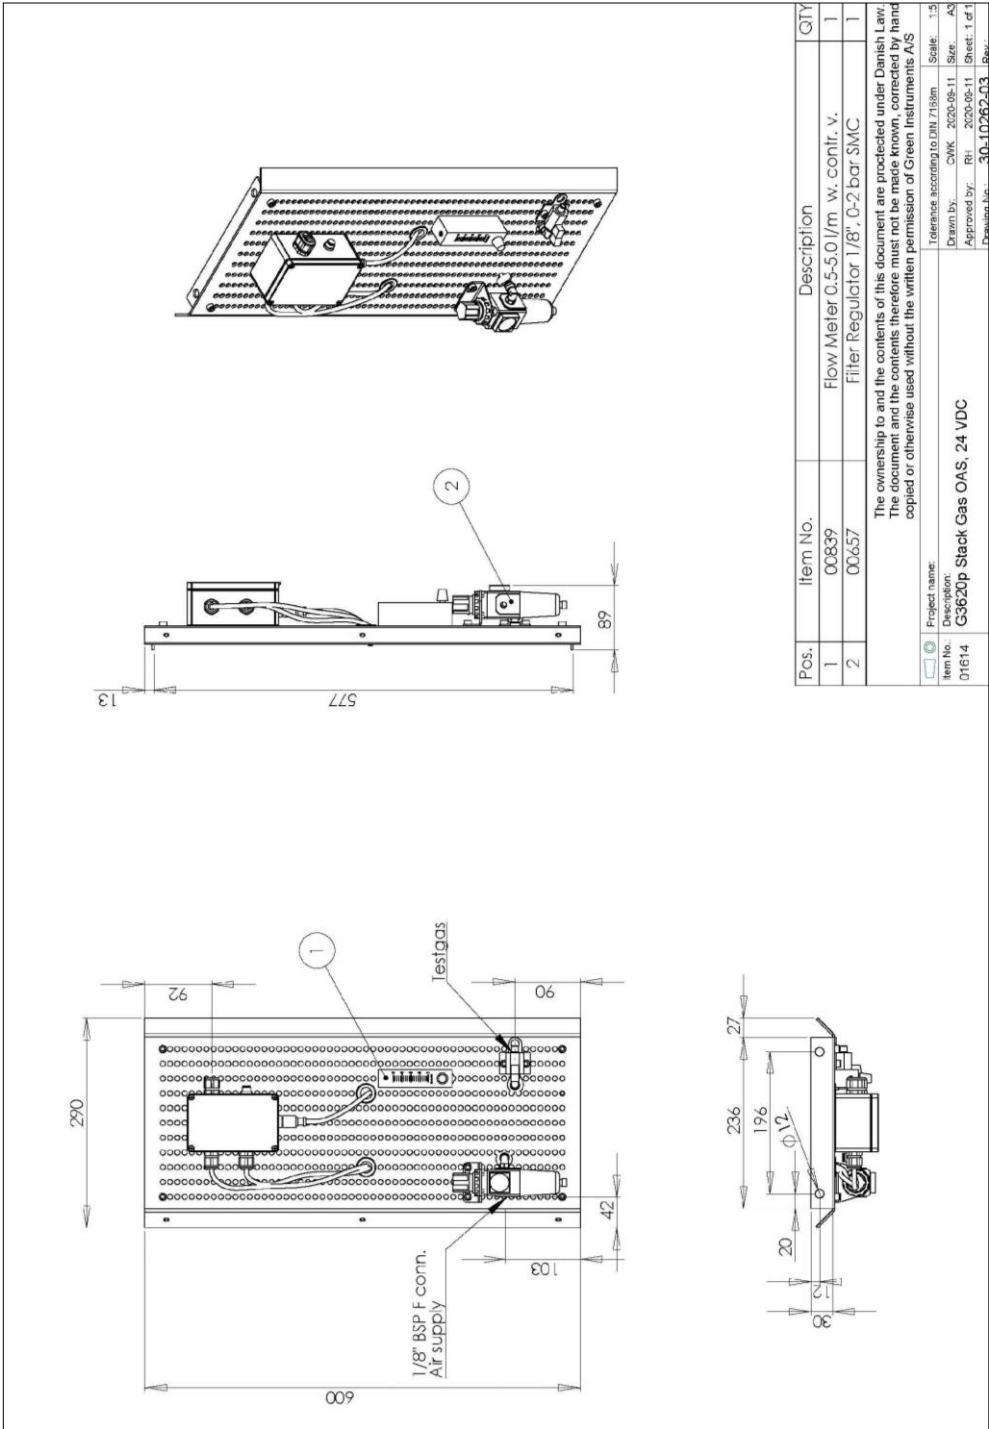 13
577
89
2
290
92
1
Testgas
90
42
103
1/8" BSP F conn.
Air supply
600
27
236
196
Φ12
20
12
30
Pos. Item No. Description QTY
1 00839 Flow Meter 0.5-5.0 l/m w. contr. v. 1
2 00657 Filter Regulator 1/8", 0-2 bar SMC 1
The ownership to and the contents of this document are proctected under Danish Law.
The document and the contents therefore must not be made known, corrected by hand
copied or otherwise used without the written permission of Green Instruments A/S
Project name: Tolerance according to DIN 7168m Scale: 1:5
Item No.: Description: Drawn by: CWK 2020-09-11 Size: A3
01614 G3620p Stack Gas OAS, 24 VDC Approved by: RH 2020-09-11 Sheet: 1 of 1
Drawing No.: 30-10262-03 Rev.: